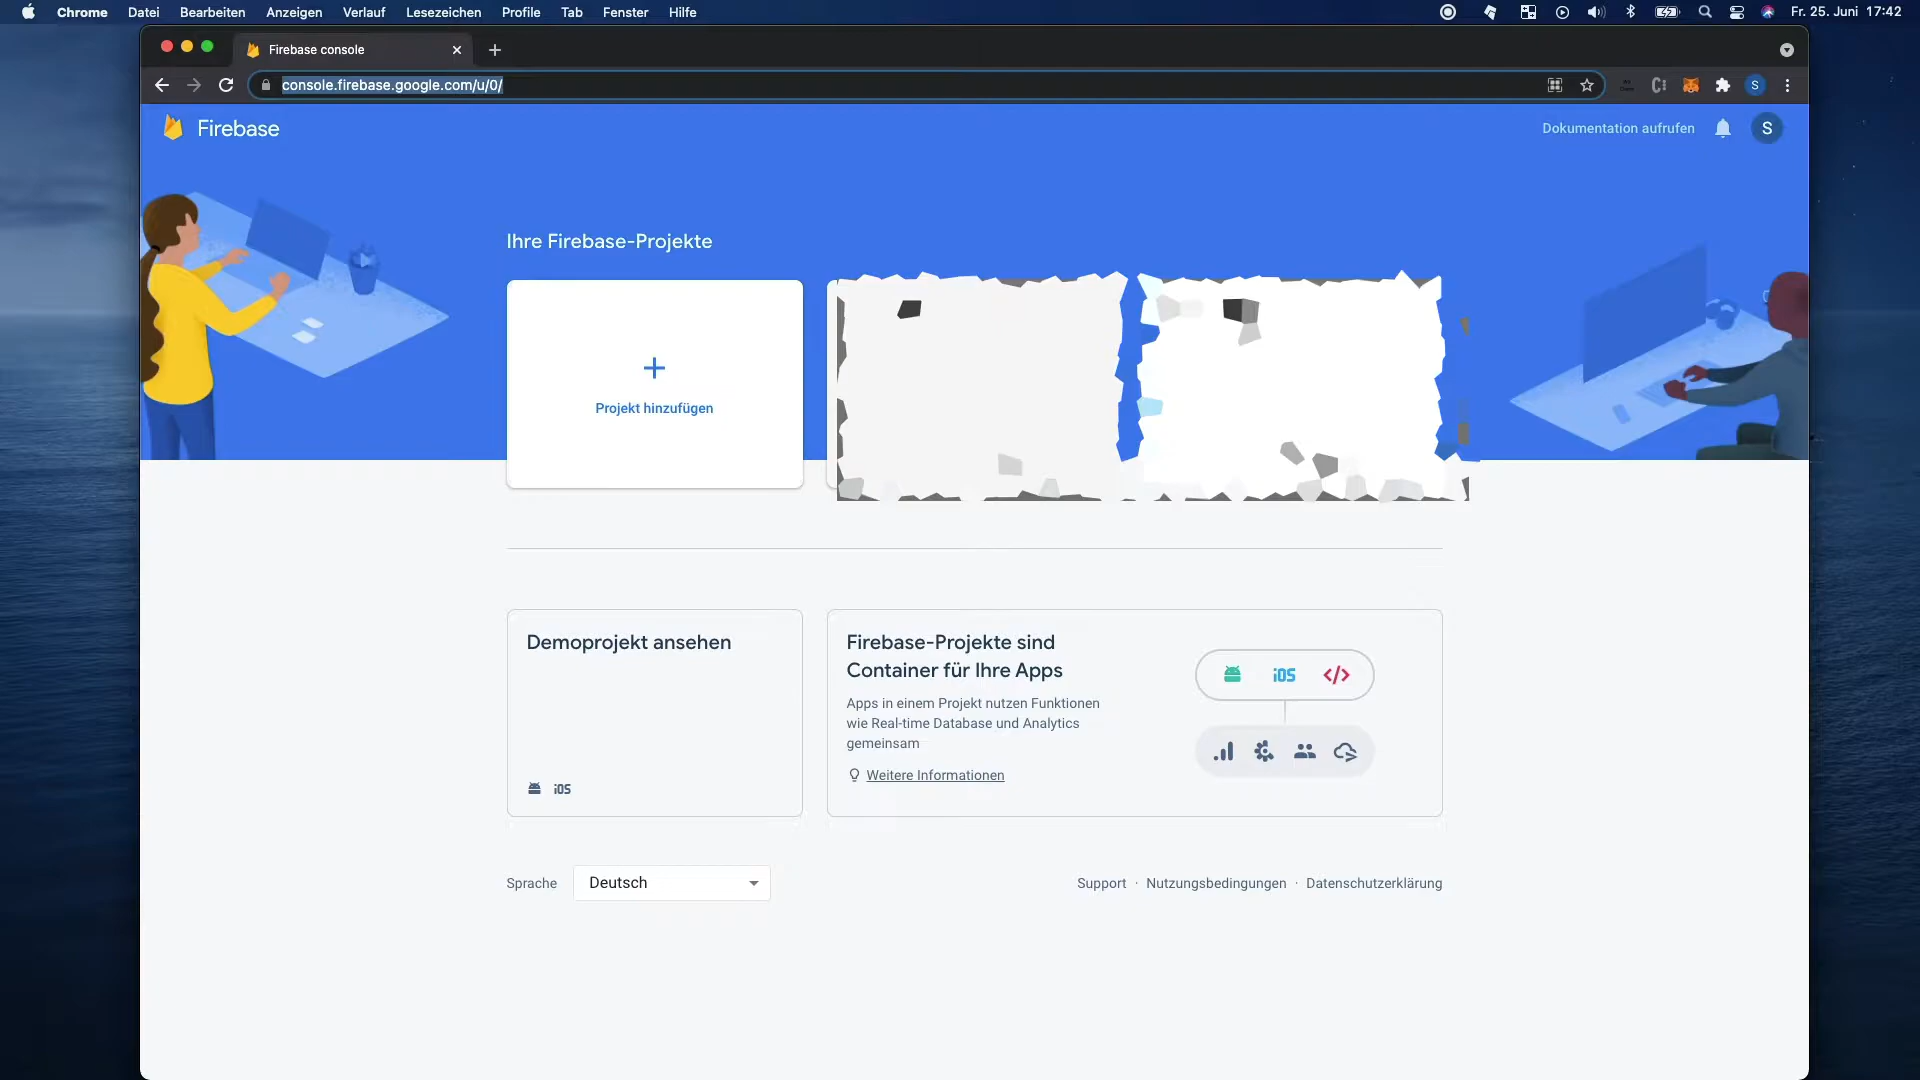 Chrome Datei Bearbeiten Anzeigen Verlauf Lesezeichen Profile Tab Fenster Hilfe Fr. 25. Juni 17:42
Firebase console
console.firebase.google.com/u/0/
S
Firebase
Dokumentation aufrufen
S
Ihre Firebase-Projekte
Projekt hinzufügen
Demoprojekt ansehen
iOS
Firebase-Projekte sind
Container für Ihre Apps
Apps in einem Projekt nutzen Funktionen
wie Real-time Database und Analytics
gemeinsam
Weitere Informationen
iOS
Sprache Deutsch
Support · Nutzungsbedingungen · Datenschutzerklärung